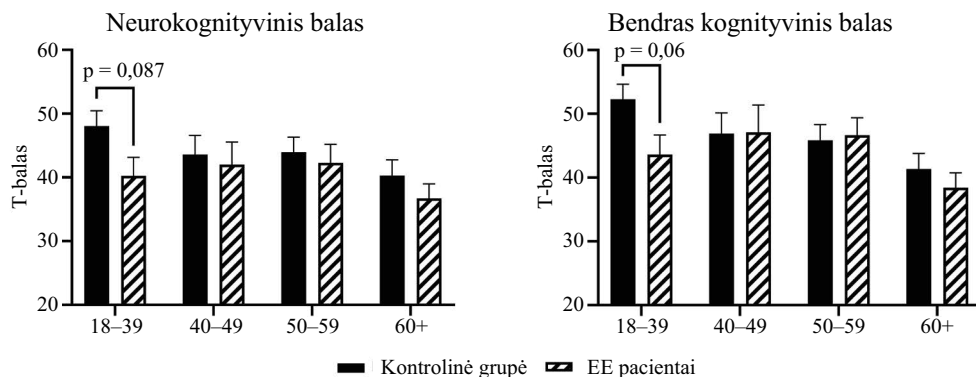 Neurokognityvinis balas
60
50
40
30
20
T-balas
p = 0,087
18–39
40–49
50–59
60+
Bendras kognityvinis balas
60
50
40
30
20
T-balas
p = 0,06
18–39
40–49
50–59
60+
Kontrolinė grupė
EE pacientai